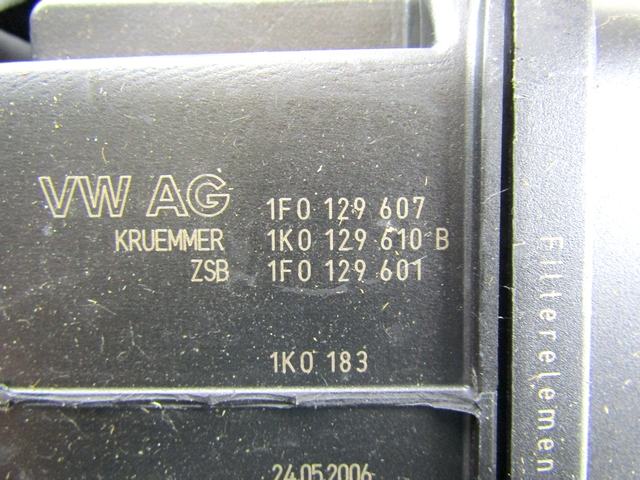 VW AG 1F0 129 607
KRUEMMER 1K0 129 610 B
ZSB 1F0 129 601
1K0 183
24.05.2006
Filterelemen